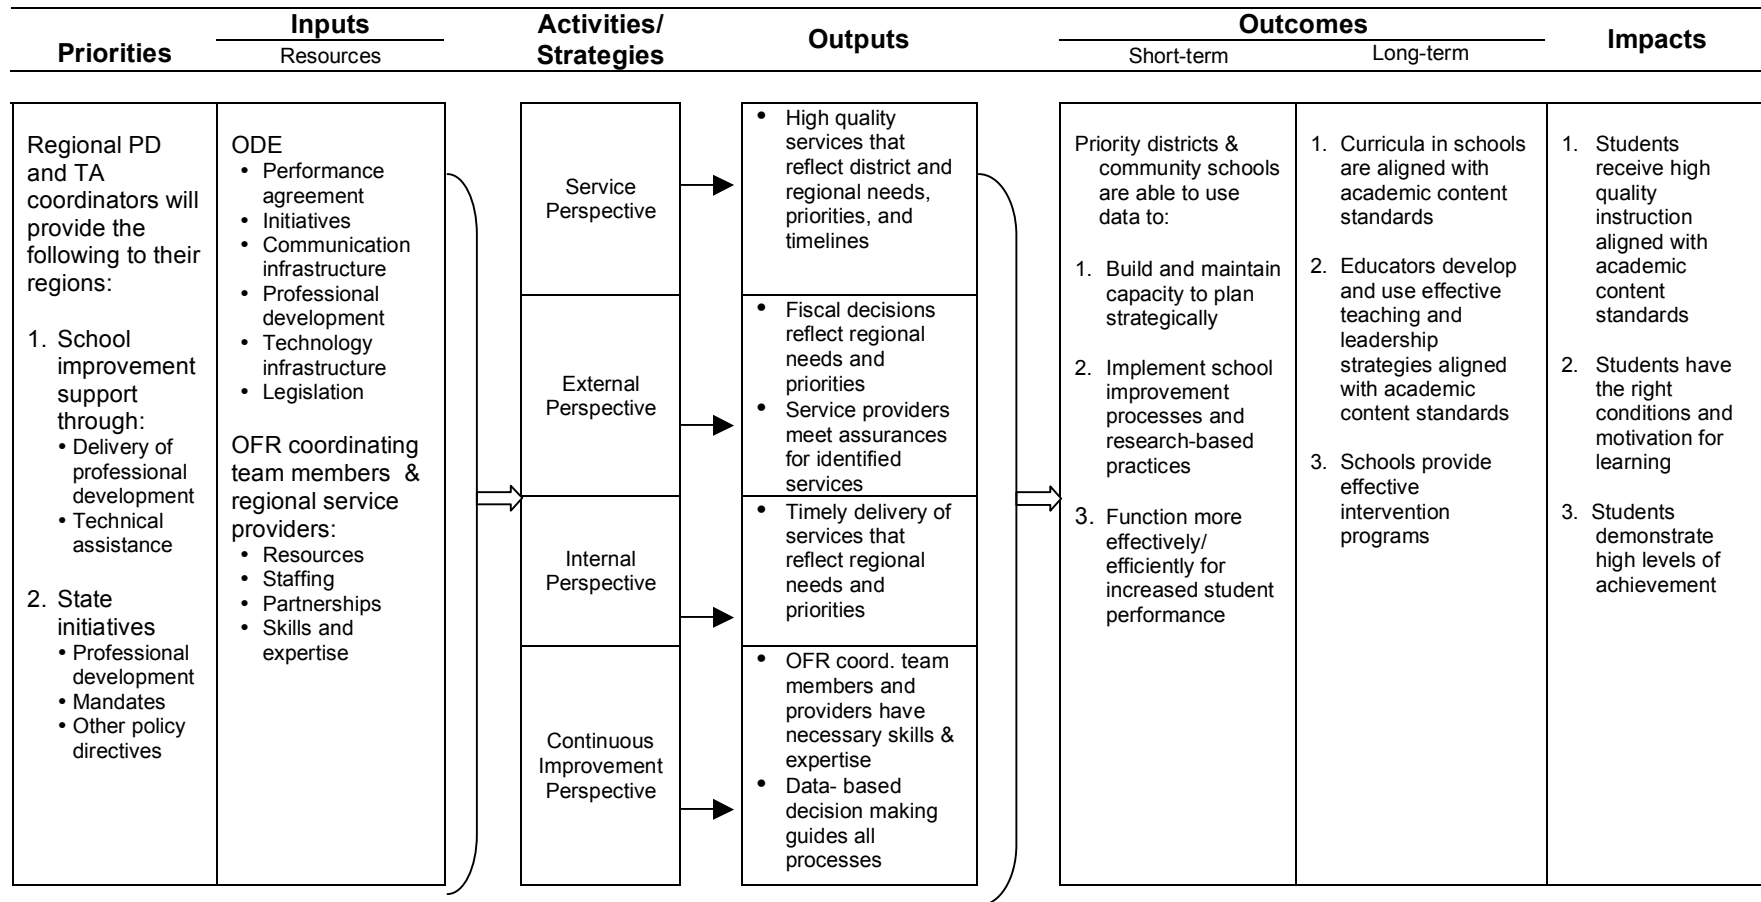 Priorities
Inputs
Resources
Activities/
Strategies
Outputs
Outcomes
Short-term
Long-term
Impacts
Regional PD
and TA
coordinators will
provide the
following to their
regions:
1. School
improvement
support
through:
• Delivery of
professional
development
• Technical
assistance
2. State
initiatives
• Professional
development
• Mandates
• Other policy
directives
ODE
• Performance
agreement
• Initiatives
• Communication
infrastructure
• Professional
development
• Technology
infrastructure
• Legislation
OFR coordinating
team members &
regional service
providers:
• Resources
• Staffing
• Partnerships
• Skills and
expertise
Service
Perspective
External
Perspective
Internal
Perspective
Continuous
Improvement
Perspective
• High quality
services that
reflect district and
regional needs,
priorities, and
timelines
• Fiscal decisions
reflect regional
needs and
priorities
• Service providers
meet assurances
for identified
services
• Timely delivery of
services that
reflect regional
needs and
priorities
• OFR coord. team
members and
providers have
necessary skills &
expertise
• Data- based
decision making
guides all
processes
Priority districts &
community schools
are able to use
data to:
1. Build and maintain
capacity to plan
strategically
2. Implement school
improvement
processes and
research-based
practices
3. Function more
effectively/
efficiently for
increased student
performance
1. Curricula in schools
are aligned with
academic content
standards
2. Educators develop
and use effective
teaching and
leadership
strategies aligned
with academic
content standards
3. Schools provide
effective
intervention
programs
1. Students
receive high
quality
instruction
aligned with
academic
content
standards
2. Students have
the right
conditions and
motivation for
learning
3. Students
demonstrate
high levels of
achievement